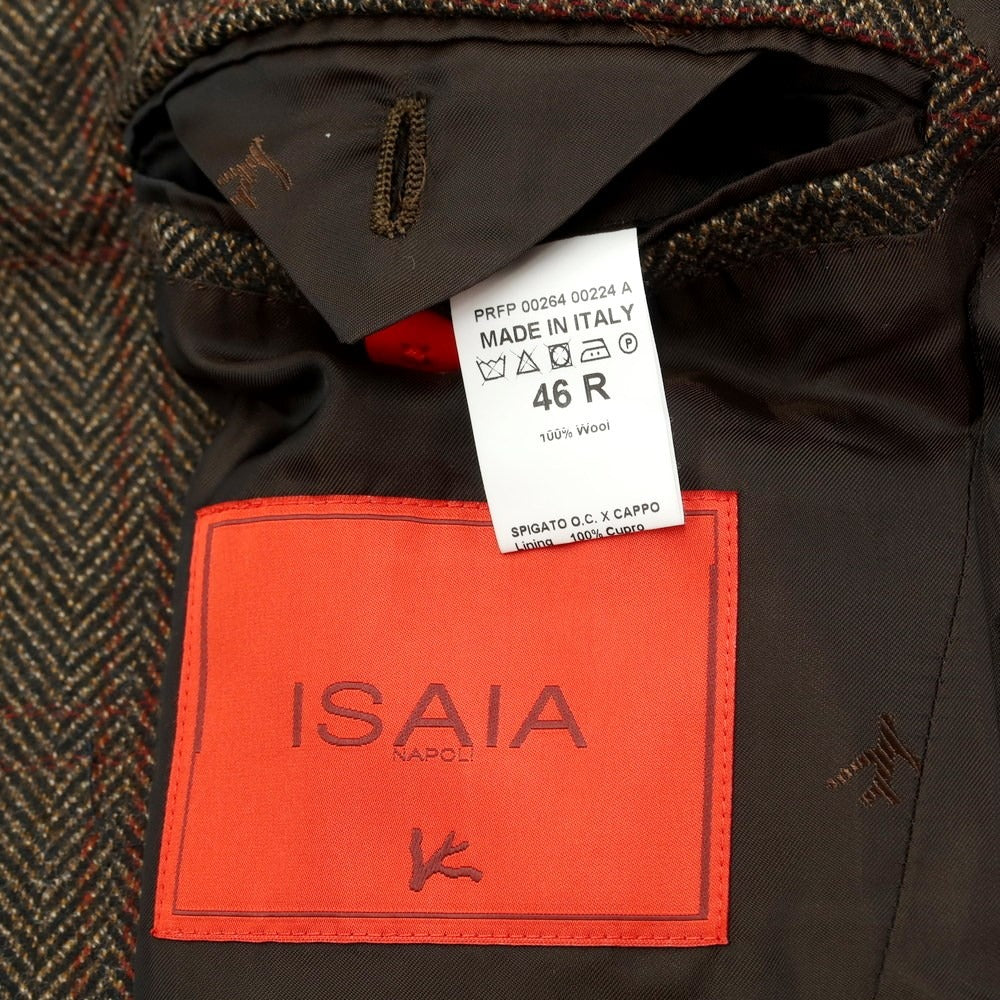 PRFP 00264 00224 A
MADE IN ITALY
P
46 R
100% Wool
SPIGATO O.C. X CAPPO
Lining 100% Cupro
ISAIA
NAPOLI